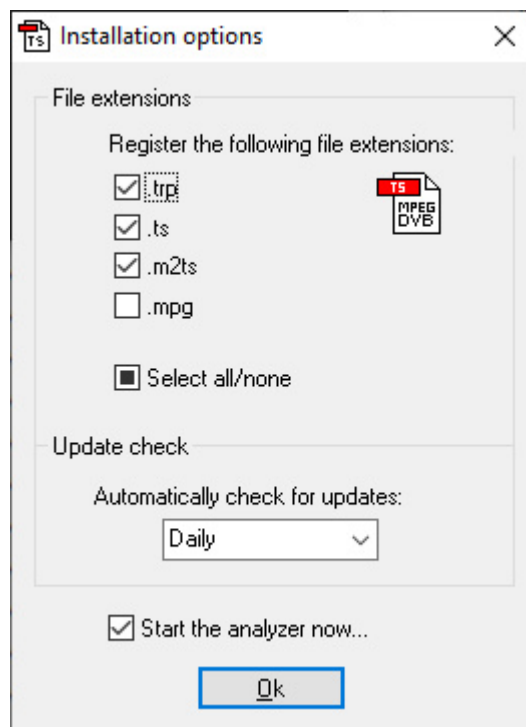 TS
Installation options
File extensions
Register the following file extensions:
.trp
TS
MPEG
DVB
.ts
.m2ts
.mpg
Select all/none
Update check
Automatically check for updates:
Daily
Start the analyzer now...
Ok